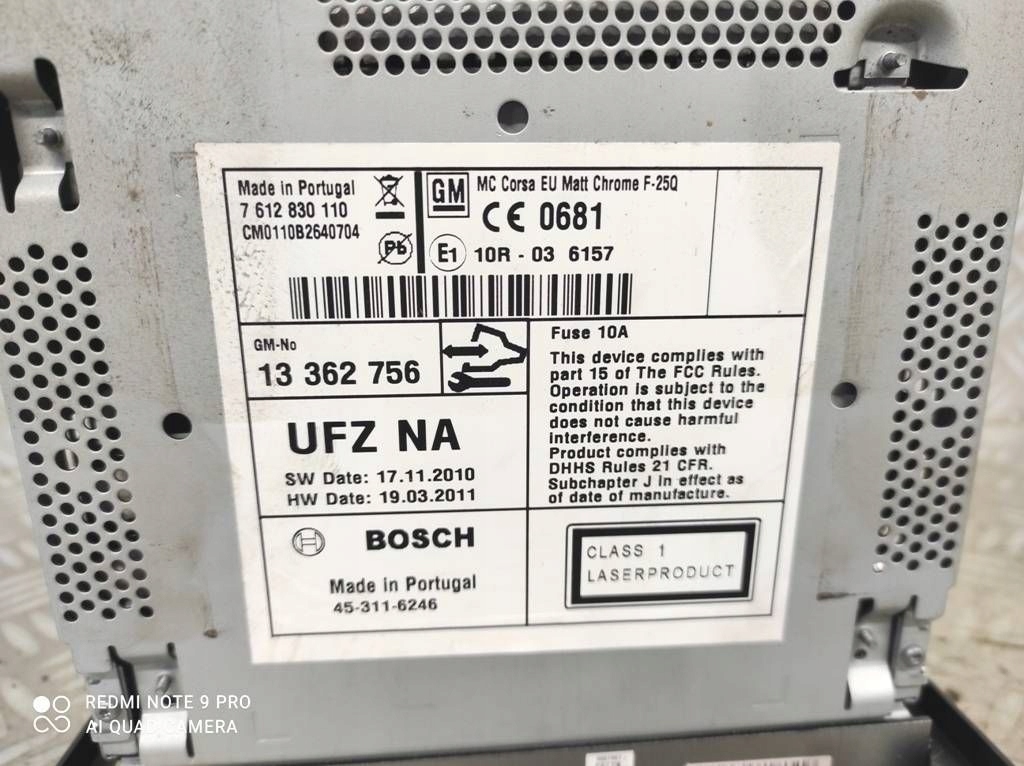 Made in Portugal
7 612 830 110
CM0110B2640704
Pb
GM
MC Corsa EU Matt Chrome F-25Q
CE 0681
E1 10R - 03 6157
GM-No
13 362 756
UFZ NA
SW Date: 17.11.2010
HW Date: 19.03.2011
BOSCH
Made in Portugal
45-311-6246
Fuse 10A
This device complies with
part 15 of The FCC Rules.
Operation is subject to the
condition that this device
does not cause harmful
interference.
Product complies with
DHHS Rules 21 CFR.
Subchapter J in effect as
of date of manufacture.
CLASS 1
LASERPRODUCT
REDMI NOTE 9 PRO
AI QUAD CAMERA